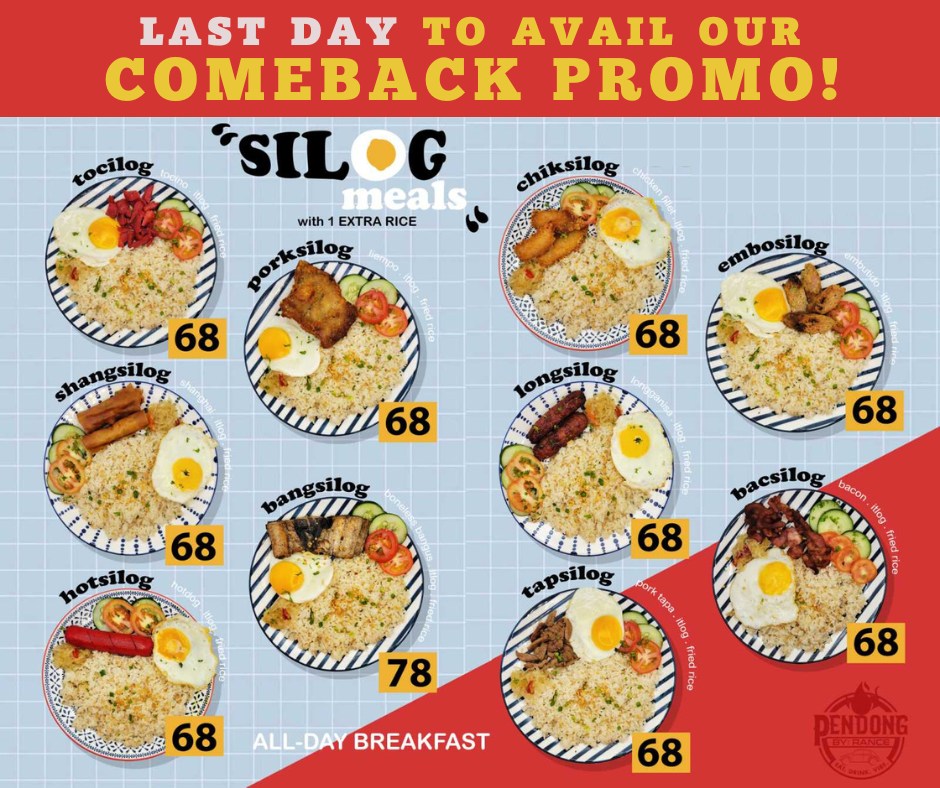 LAST DAY TO AVAIL OUR
COMEBACK PROMO!
"SILOG
meals"
with 1 EXTRA RICE
tocilog
tocino . itlog . fried rice
68
porksilog
liempo . itlog . fried rice
68
shangsilog
shanghai . itlog . fried rice
68
bangsilog
boneless bangus . itlog . fried rice
78
hotsilog
hotdog . itlog . fried rice
68
chiksilog
chicken fillet . itlog . fried rice
68
embosilog
embutido . itlog . fried rice
68
longsilog
longganisa . itlog . fried rice
68
bacsilog
bacon . itlog . fried rice
68
tapsilog
pork tapa . itlog . fried rice
68
ALL-DAY BREAKFAST
PENDONG
BY: RANCE